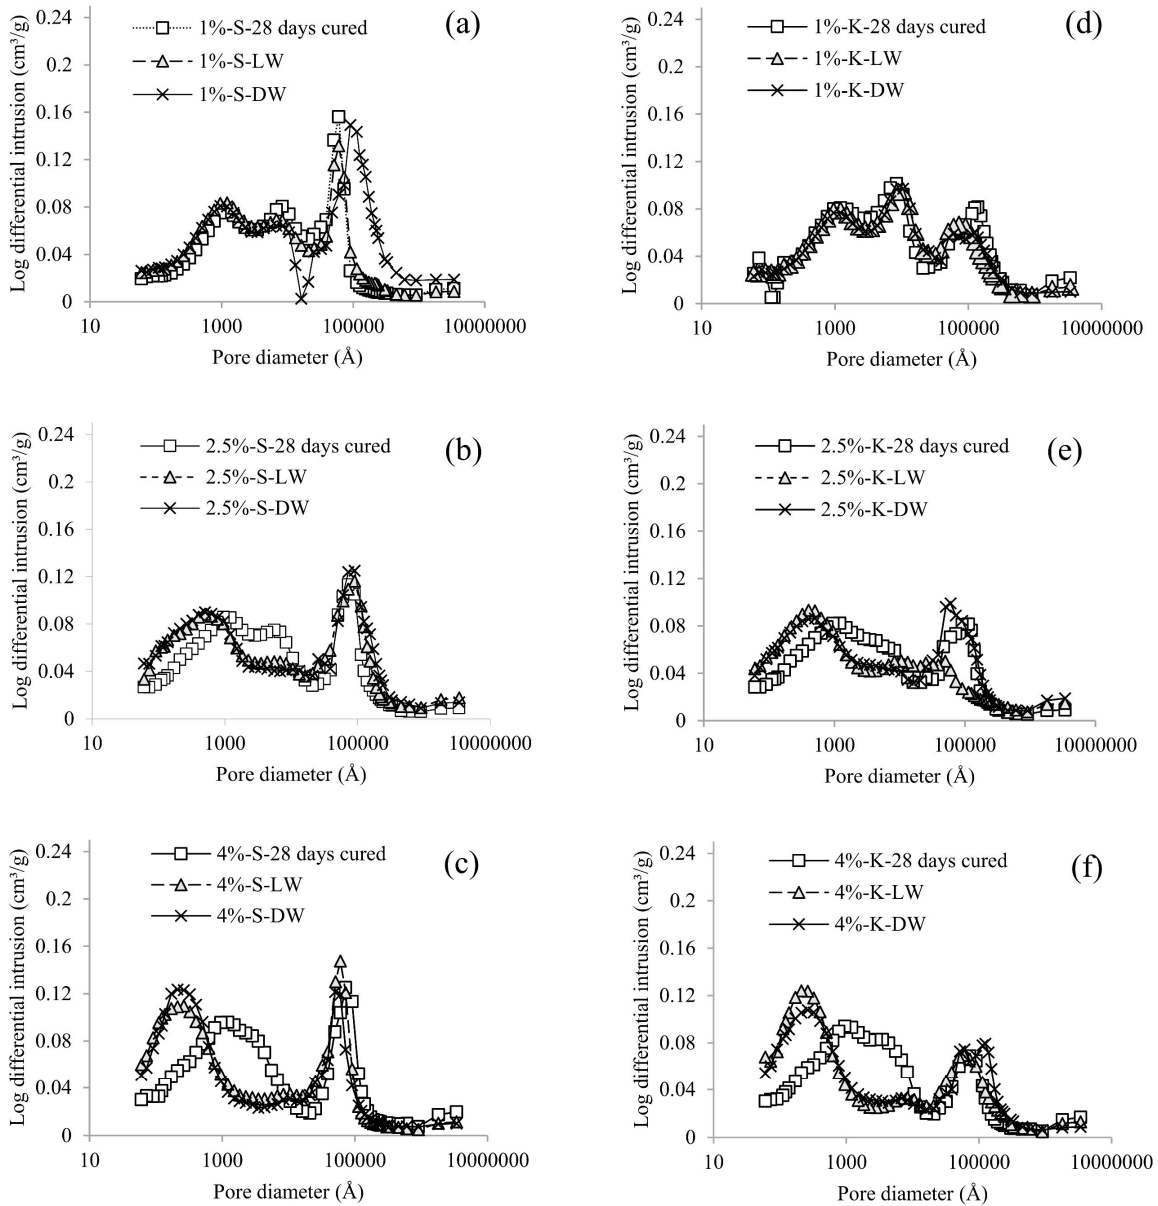 Log differential intrusion (cm³/g)
0.24
0.2
0.16
0.12
0.08
0.04
0
10
1000
100000
10000000
Pore diameter (Å)
1%-S-28 days cured
1%-S-LW
1%-S-DW
(a)
Log differential intrusion (cm³/g)
0.24
0.2
0.16
0.12
0.08
0.04
0
10
1000
100000
10000000
Pore diameter (Å)
1%-K-28 days cured
1%-K-LW
1%-K-DW
(d)
Log differential intrusion (cm³/g)
0.24
0.2
0.16
0.12
0.08
0.04
0
10
1000
100000
10000000
Pore diameter (Å)
2.5%-S-28 days cured
2.5%-S-LW
2.5%-S-DW
(b)
Log differential intrusion (cm³/g)
0.24
0.2
0.16
0.12
0.08
0.04
0
10
1000
100000
10000000
Pore diameter (Å)
2.5%-K-28 days cured
2.5%-K-LW
2.5%-K-DW
(e)
Log differential intrusion (cm³/g)
0.24
0.2
0.16
0.12
0.08
0.04
0
10
1000
100000
10000000
Pore diameter (Å)
4%-S-28 days cured
4%-S-LW
4%-S-DW
(c)
Log differential intrusion (cm³/g)
0.24
0.2
0.16
0.12
0.08
0.04
0
10
1000
100000
10000000
Pore diameter (Å)
4%-K-28 days cured
4%-K-LW
4%-K-DW
(f)